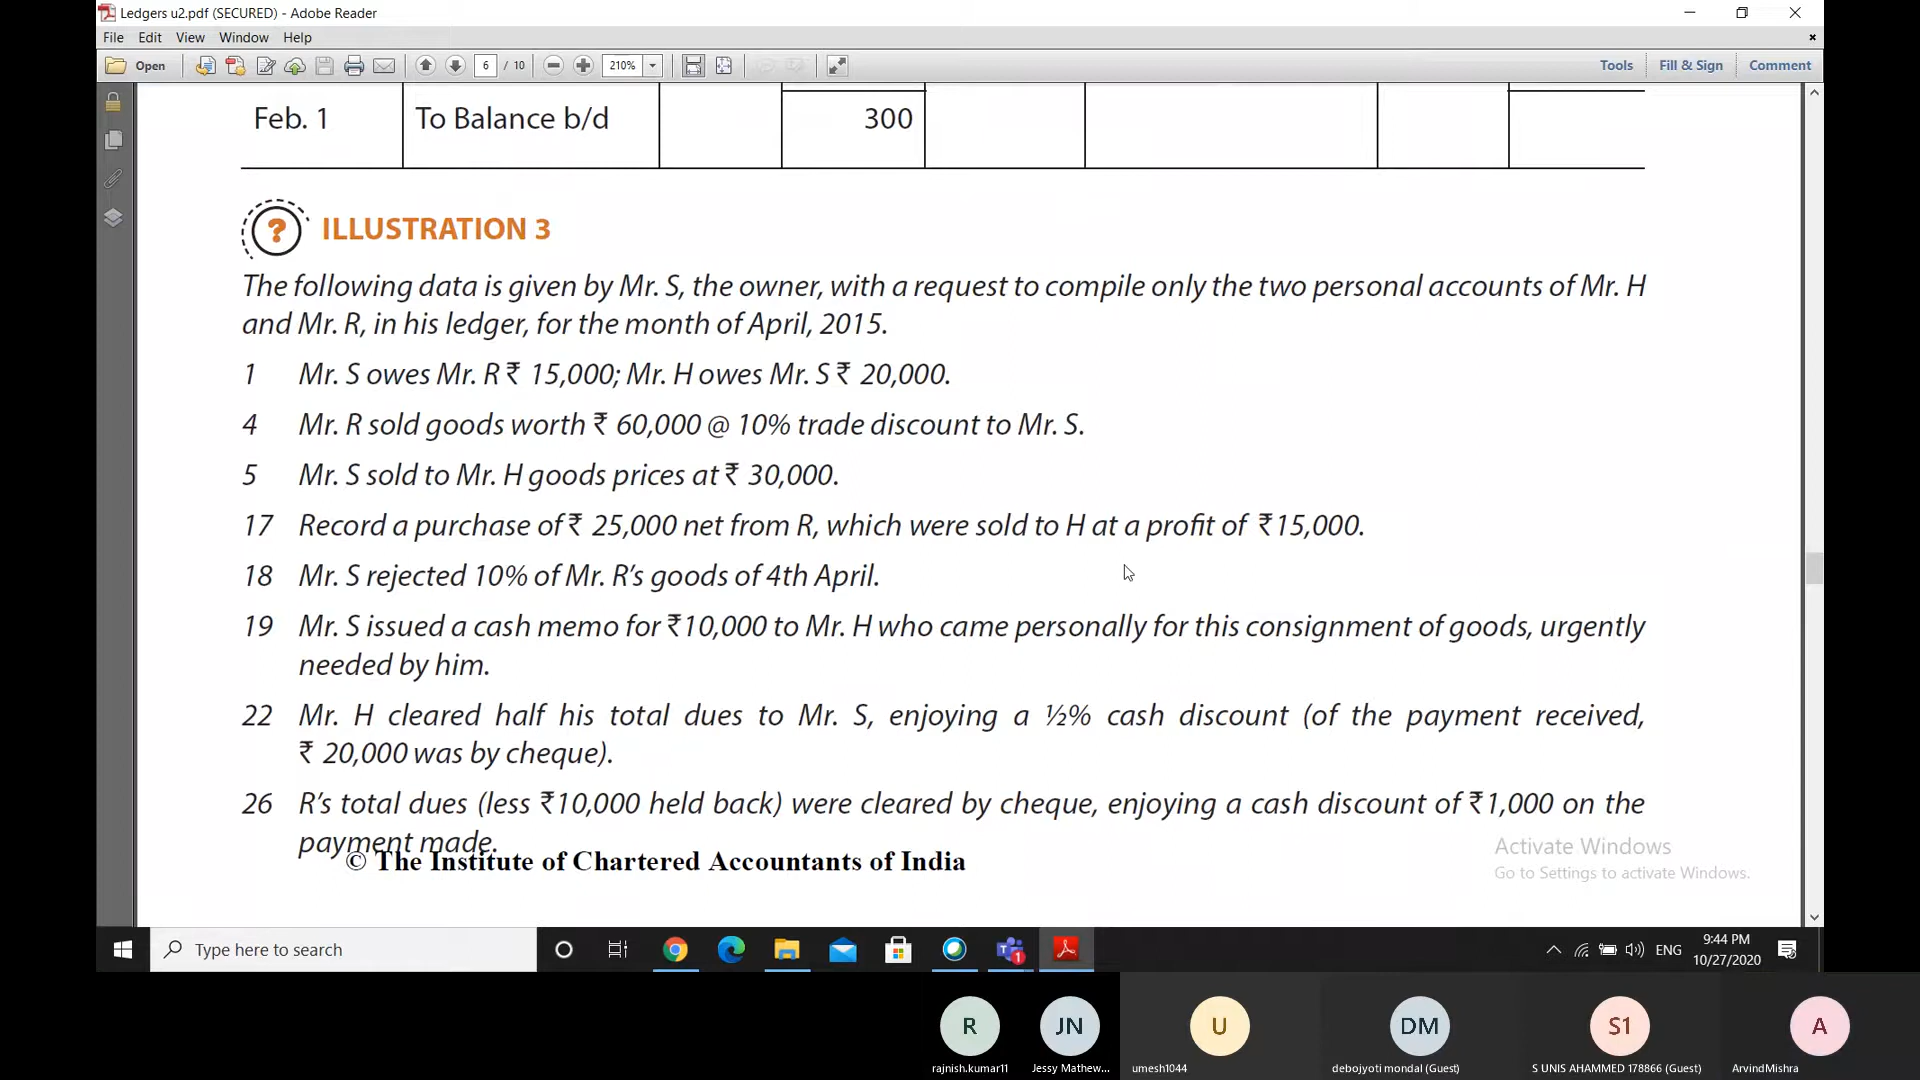 Ledgers u2.pdf (SECURED) - Adobe Reader
File Edit View Window Help
Open 6 / 10 210% Tools Fill & Sign Comment
Feb. 1 To Balance b/d 300
? ILLUSTRATION 3
The following data is given by Mr. S, the owner, with a request to compile only the two personal accounts of Mr. H
and Mr. R, in his ledger, for the month of April, 2015.
1 Mr. S owes Mr. R ₹ 15,000; Mr. H owes Mr. S ₹ 20,000.
4 Mr. R sold goods worth ₹ 60,000 @ 10% trade discount to Mr. S.
5 Mr. S sold to Mr. H goods prices at ₹ 30,000.
17 Record a purchase of ₹ 25,000 net from R, which were sold to H at a profit of ₹15,000.
18 Mr. S rejected 10% of Mr. R’s goods of 4th April.
19 Mr. S issued a cash memo for ₹10,000 to Mr. H who came personally for this consignment of goods, urgently
needed by him.
22 Mr. H cleared half his total dues to Mr. S, enjoying a ½% cash discount (of the payment received,
₹ 20,000 was by cheque).
26 R’s total dues (less ₹10,000 held back) were cleared by cheque, enjoying a cash discount of ₹1,000 on the
payment made.
© The Institute of Chartered Accountants of India
Activate Windows
Go to Settings to activate Windows.
Type here to search
1
ENG
9:44 PM
10/27/2020
R JN U DM S1 A
rajnish.kumar11 Jessy Mathew... umesh1044 debojyoti mondal (Guest) S UNIS AHAMMED 178866 (Guest) ArvindMishra